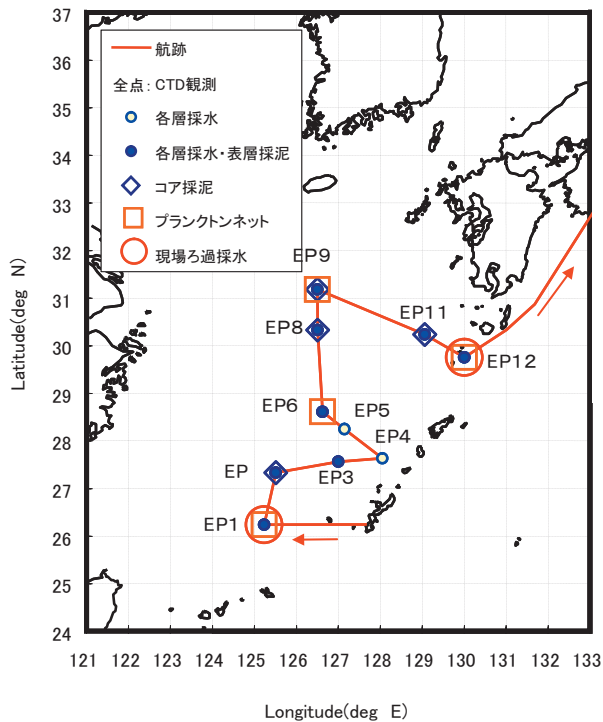 37
36
35
34
33
32
31
30
29
28
27
26
25
24
Latitude(deg N)
航跡
全点: CTD観測
各層採水
各層採水・表層採泥
コア採泥
プランクトンネット
現場ろ過採水
EP9
EP8
EP11
EP12
EP6
EP5
EP4
EP
EP3
EP1
121 122 123 124 125 126 127 128 129 130 131 132 133
Longitude(deg E)